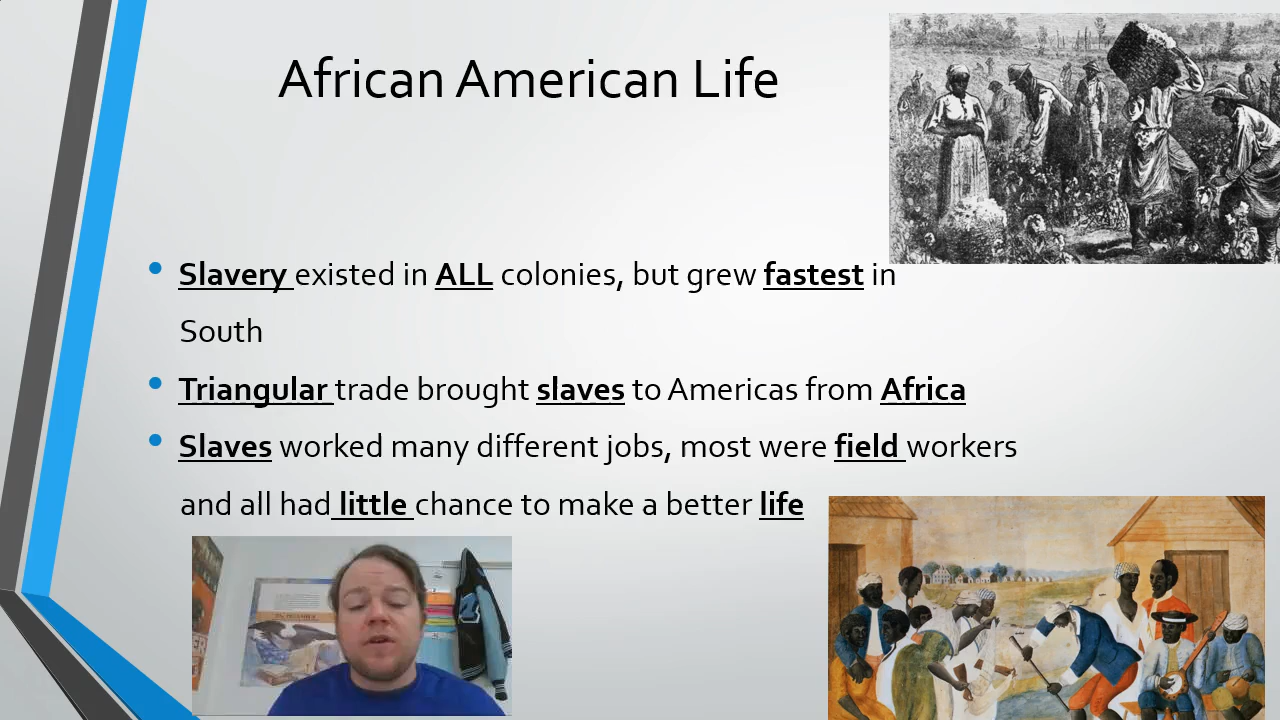 African American Life
Slavery existed in ALL colonies, but grew fastest in
South
Triangular trade brought slaves to Americas from Africa
Slaves worked many different jobs, most were field workers
and all had little chance to make a better life